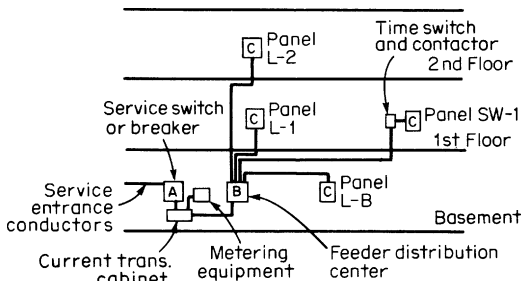 C Panel
L-2
Time switch
and contactor
2nd Floor
Service switch
or breaker
C Panel
L-1
C Panel SW-1
1st Floor
A
B
C Panel
L-B
Service
entrance
conductors
Basement
Current trans.
cabinet
Metering
equipment
Feeder distribution
center